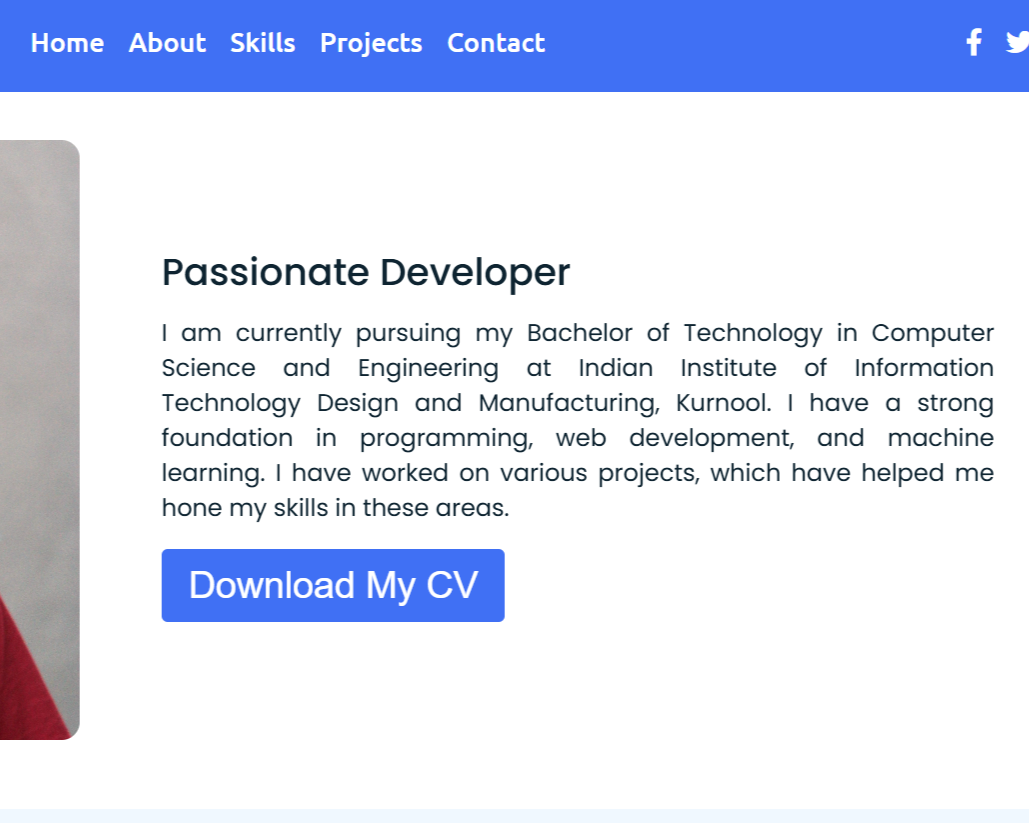 Home About Skills Projects Contact
Passionate Developer
I am currently pursuing my Bachelor of Technology in Computer
Science and Engineering at Indian Institute of Information
Technology Design and Manufacturing, Kurnool. I have a strong
foundation in programming, web development, and machine
learning. I have worked on various projects, which have helped me
hone my skills in these areas.
Download My CV